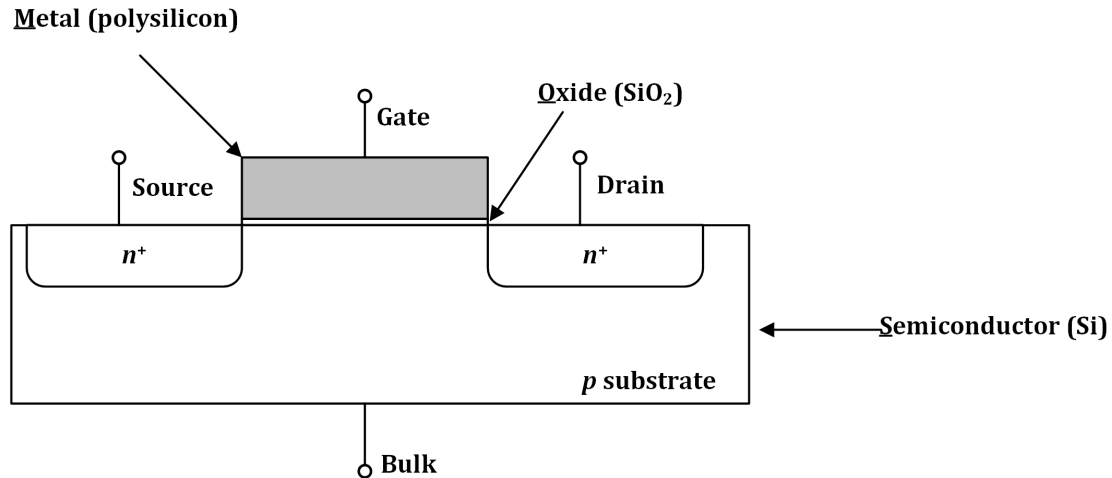 Metal (polysilicon)
Oxide (SiO₂)
Gate
Source
Drain
n⁺
n⁺
Semiconductor (Si)
p substrate
Bulk